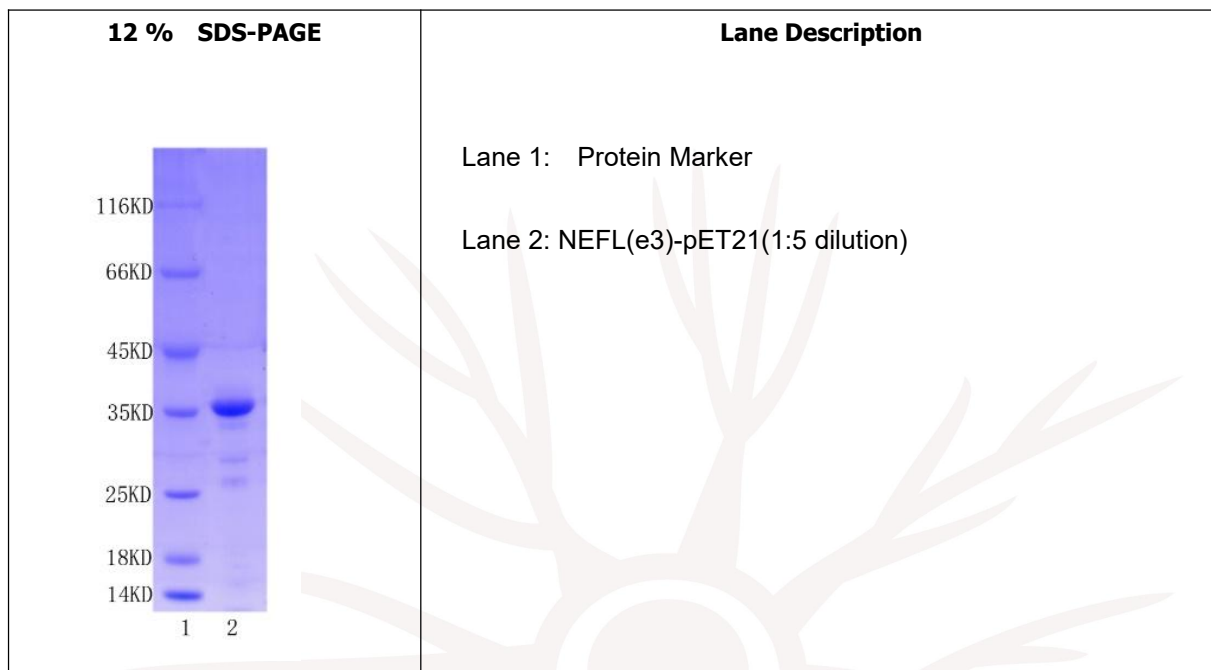 12 % SDS-PAGE
Lane Description
116KD
66KD
45KD
35KD
25KD
18KD
14KD
1 2
Lane 1: Protein Marker
Lane 2: NEFL(e3)-pET21(1:5 dilution)